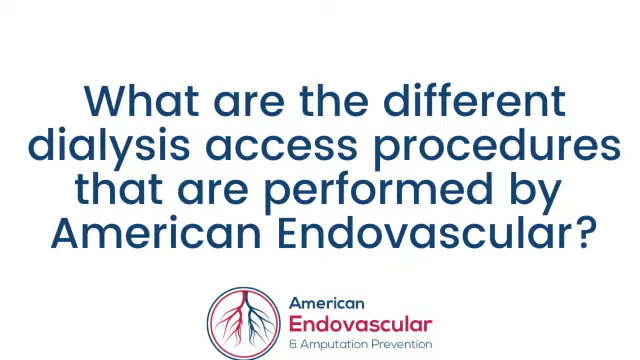 What are the different
dialysis access procedures
that are performed by
American Endovascular?
American
Endovascular
& Amputation Prevention